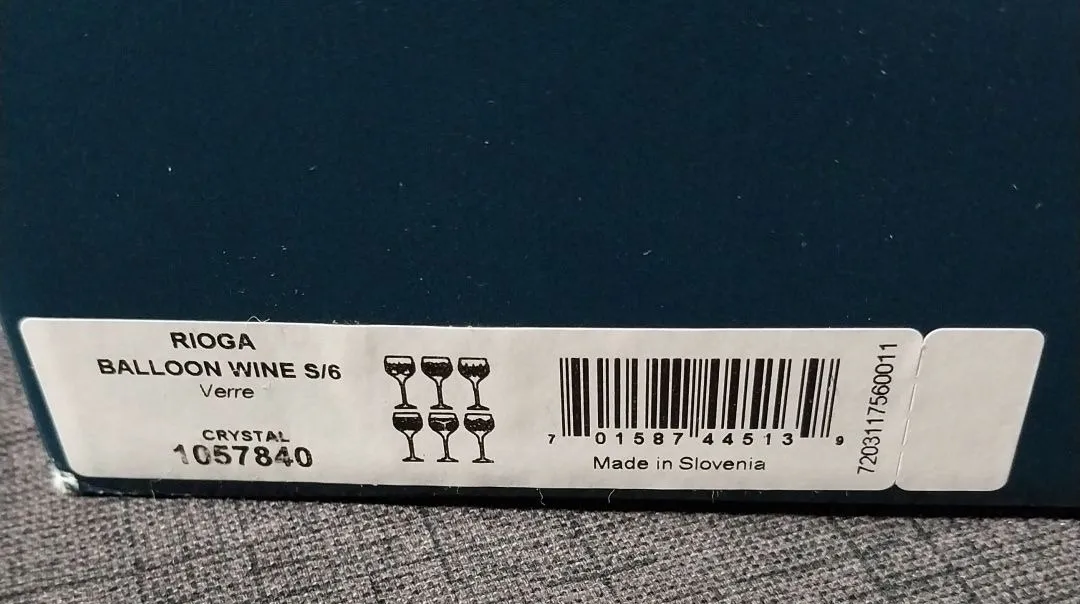 RIOGA
BALLOON WINE S/6
Verre
CRYSTAL
1057840
7 01587 44513 9
Made in Slovenia
7203117560011